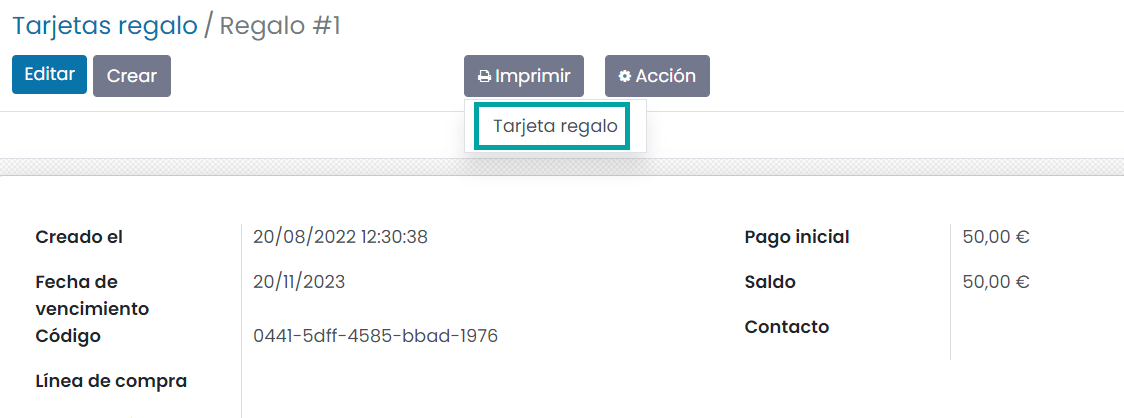 Tarjetas regalo / Regalo #1
Editar Crear Imprimir Acción
Tarjeta regalo
Creado el 20/08/2022 12:30:38 Pago inicial 50,00 €
Fecha de vencimiento 20/11/2023 Saldo 50,00 €
Código 0441-5dff-4585-bbad-1976 Contacto
Línea de compra